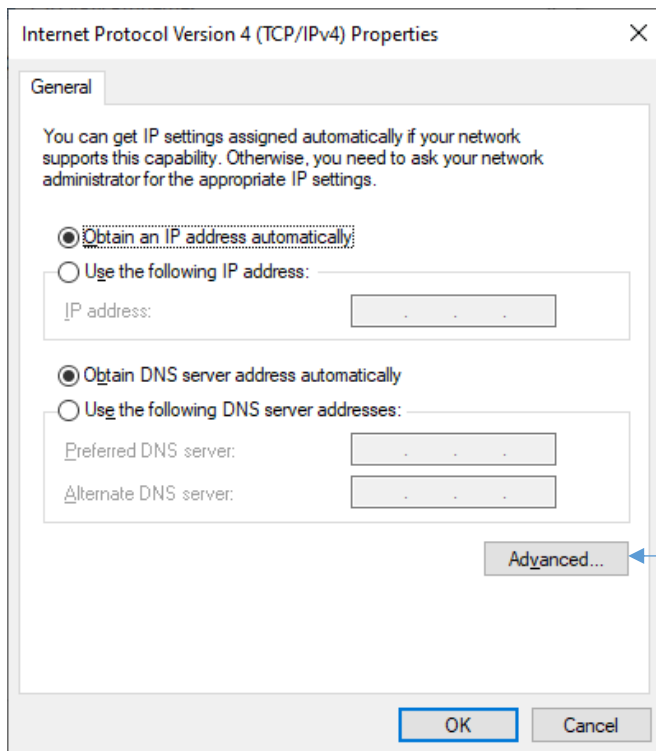 Internet Protocol Version 4 (TCP/IPv4) Properties
General
You can get IP settings assigned automatically if your network
supports this capability. Otherwise, you need to ask your network
administrator for the appropriate IP settings.
Obtain an IP address automatically
Use the following IP address:
IP address:
Obtain DNS server address automatically
Use the following DNS server addresses:
Preferred DNS server:
Alternate DNS server:
Advanced...
OK
Cancel